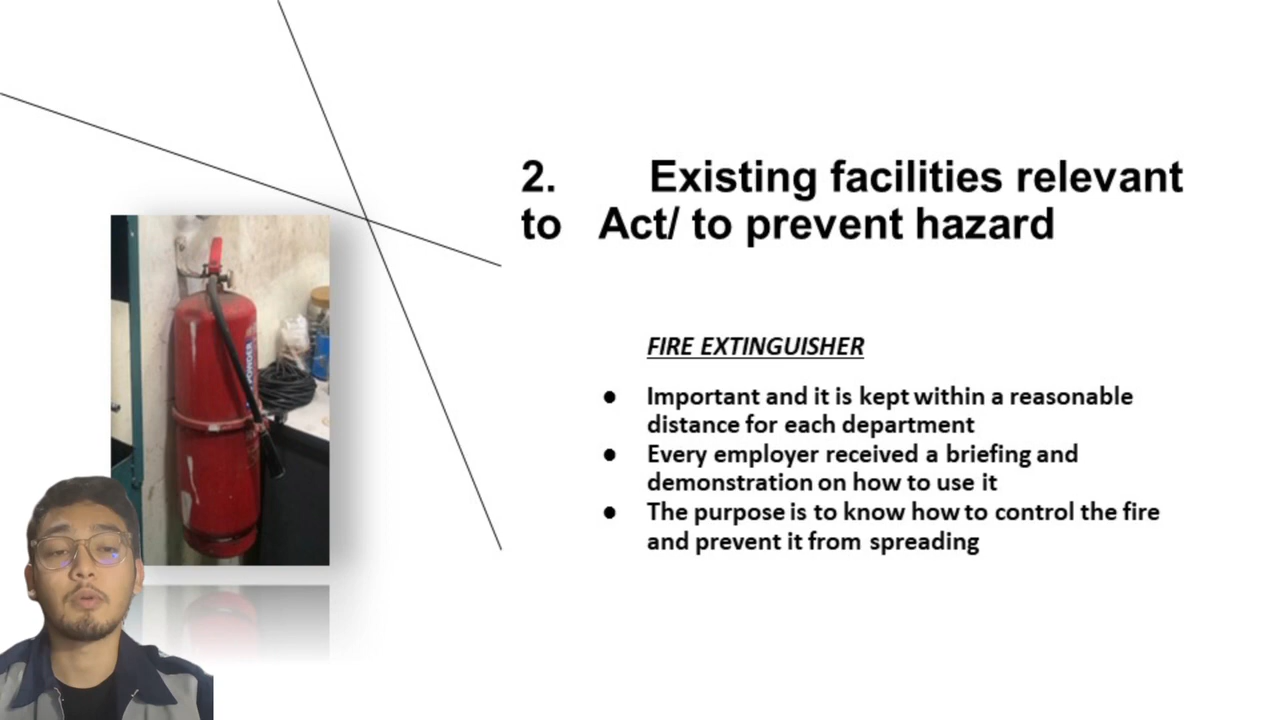 2. Existing facilities relevant
to Act/ to prevent hazard
FIRE EXTINGUISHER
● Important and it is kept within a reasonable
distance for each department
● Every employer received a briefing and
demonstration on how to use it
● The purpose is to know how to control the fire
and prevent it from spreading
POWDER